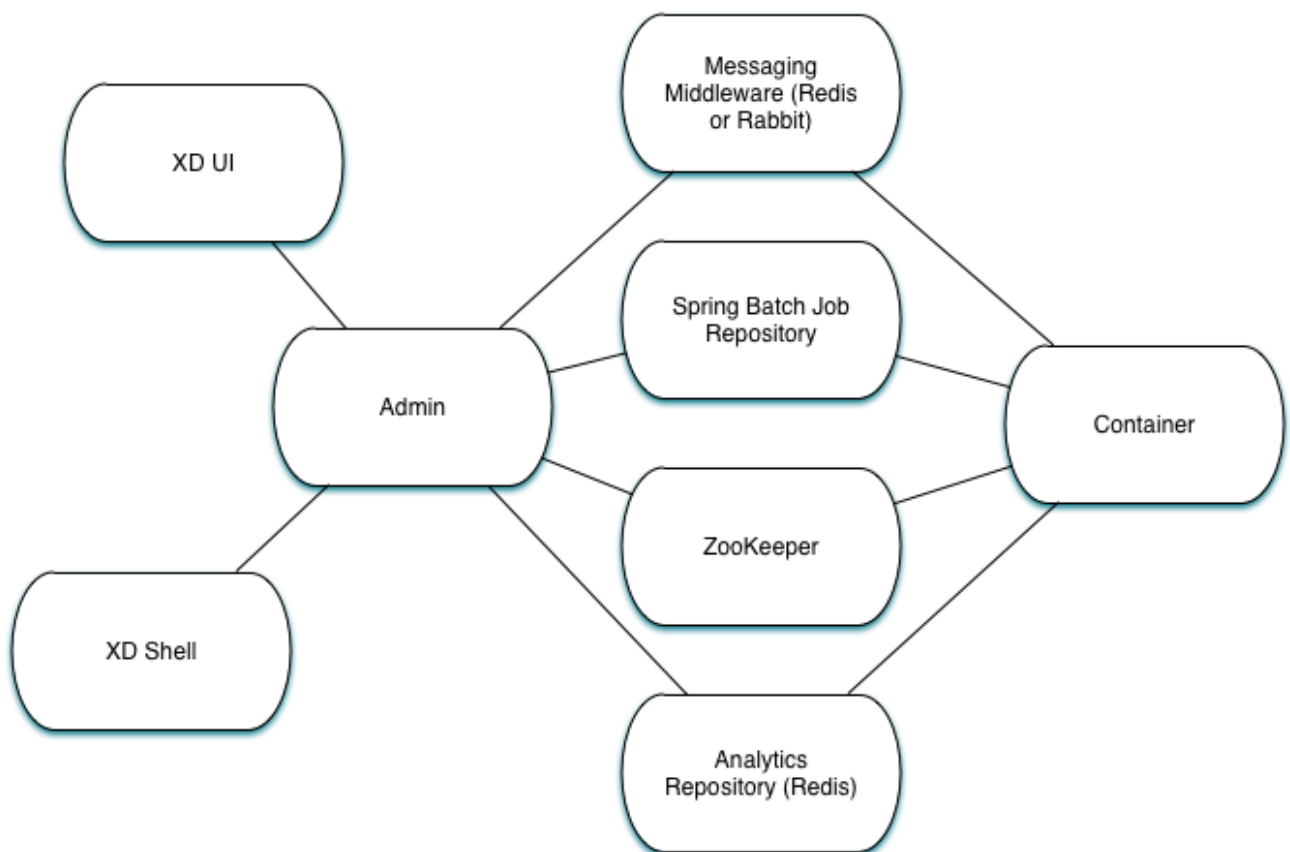 Messaging
Middleware (Redis
or Rabbit)
XD UI
Spring Batch Job
Repository
Admin
Container
ZooKeeper
XD Shell
Analytics
Repository (Redis)